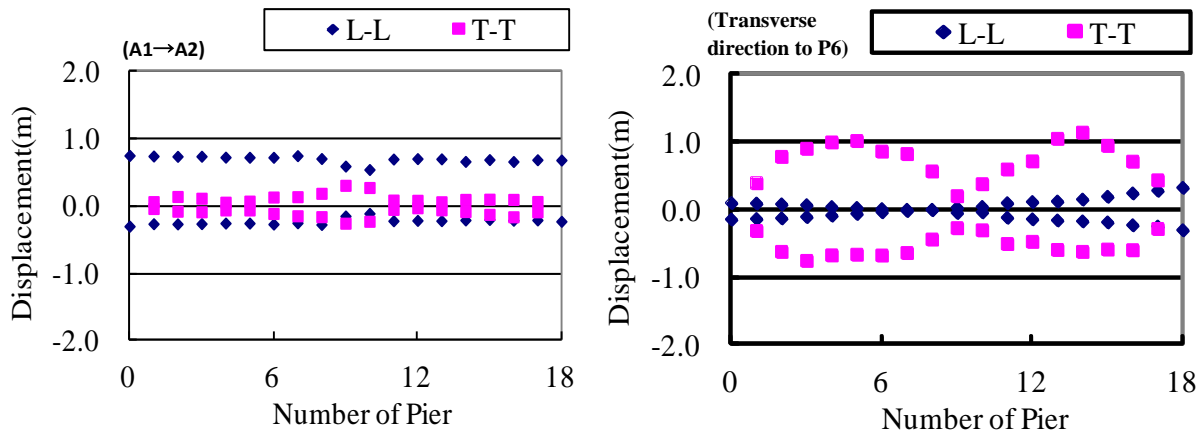 (A1→A2)
L-L T-T
2.0
1.0
0.0
-1.0
-2.0
Displacement(m)
0 6 12 18
Number of Pier
(Transverse
direction to P6)
L-L T-T
2.0
1.0
0.0
-1.0
-2.0
Displacement(m)
0 6 12 18
Number of Pier